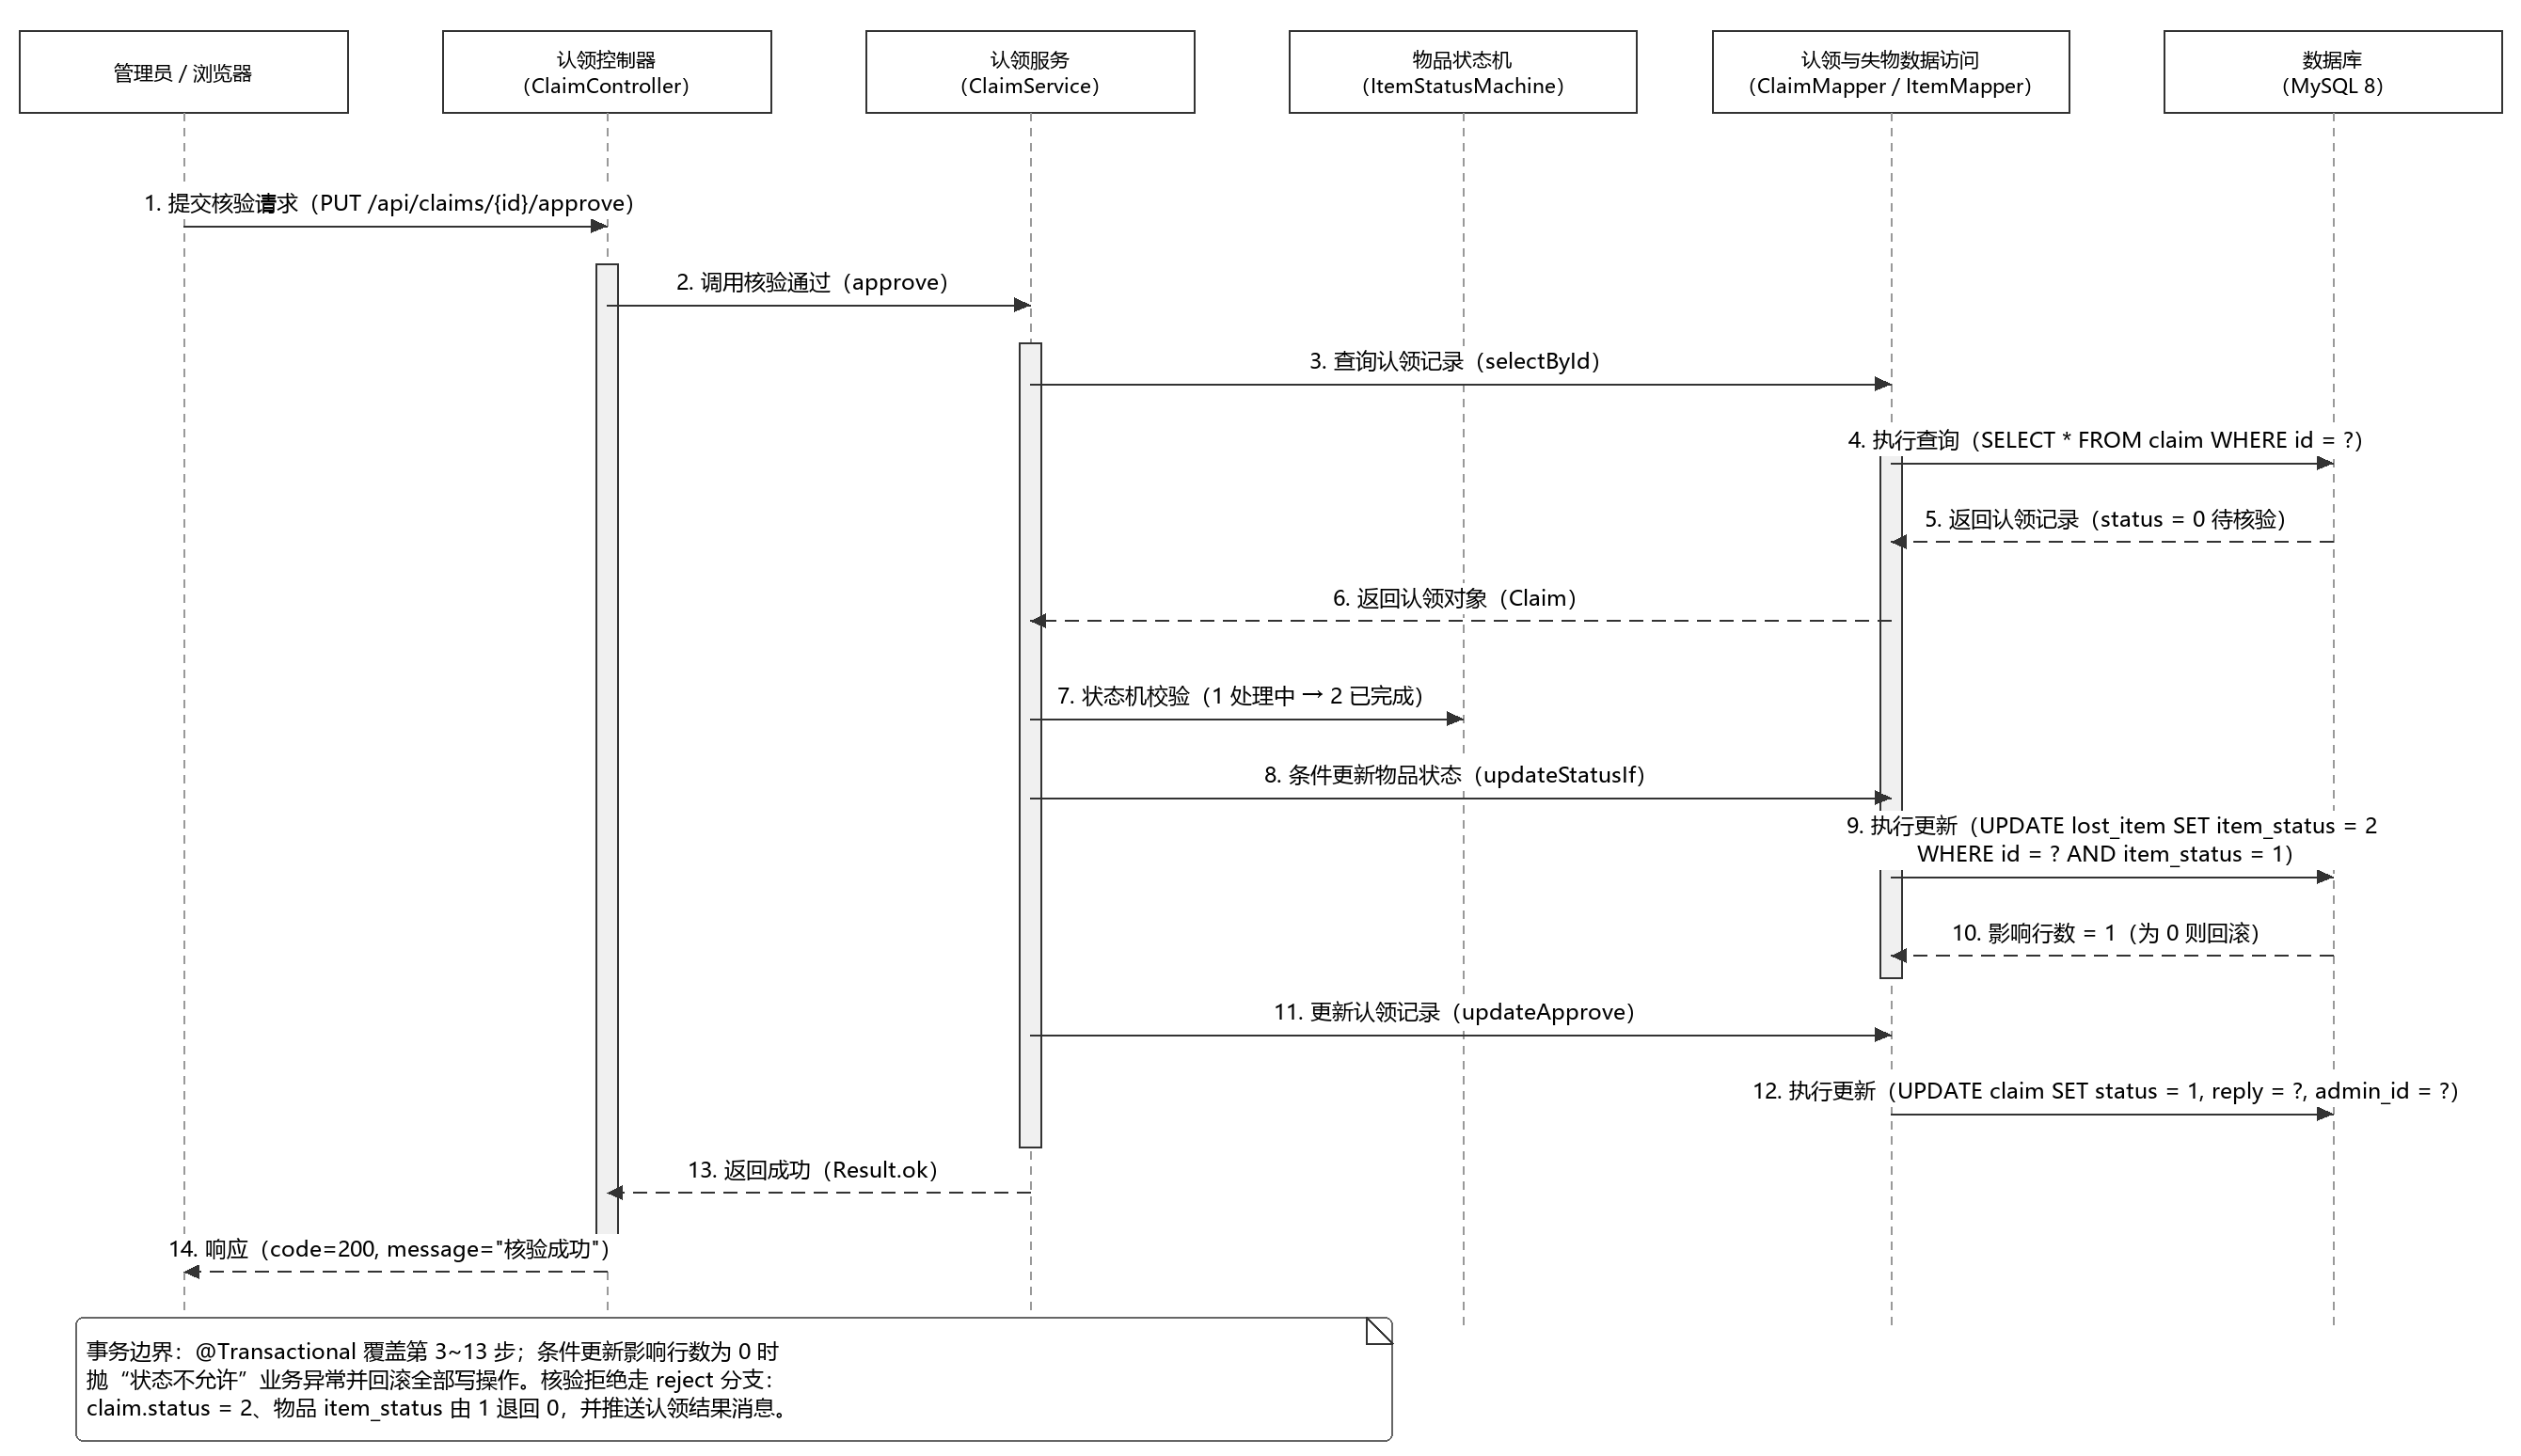 管理员 / 浏览器
认领控制器
（ClaimController）
认领服务
（ClaimService）
物品状态机
（ItemStatusMachine）
认领与失物数据访问
（ClaimMapper / ItemMapper）
数据库
（MySQL 8）
1. 提交核验请求（PUT /api/claims/{id}/approve）
2. 调用核验通过（approve）
3. 查询认领记录（selectById）
4. 执行查询（SELECT * FROM claim WHERE id = ?）
5. 返回认领记录（status = 0 待核验）
6. 返回认领对象（Claim）
7. 状态机校验（1 处理中 → 2 已完成）
8. 条件更新物品状态（updateStatusIf）
9. 执行更新（UPDATE lost_item SET item_status = 2
WHERE id = ? AND item_status = 1）
10. 影响行数 = 1（为 0 则回滚）
11. 更新认领记录（updateApprove）
12. 执行更新（UPDATE claim SET status = 1, reply = ?, admin_id = ?）
13. 返回成功（Result.ok）
14. 响应（code=200, message="核验成功"）
事务边界：@Transactional 覆盖第 3~13 步；条件更新影响行数为 0 时
抛“状态不允许”业务异常并回滚全部写操作。核验拒绝走 reject 分支：
claim.status = 2、物品 item_status 由 1 退回 0，并推送认领结果消息。